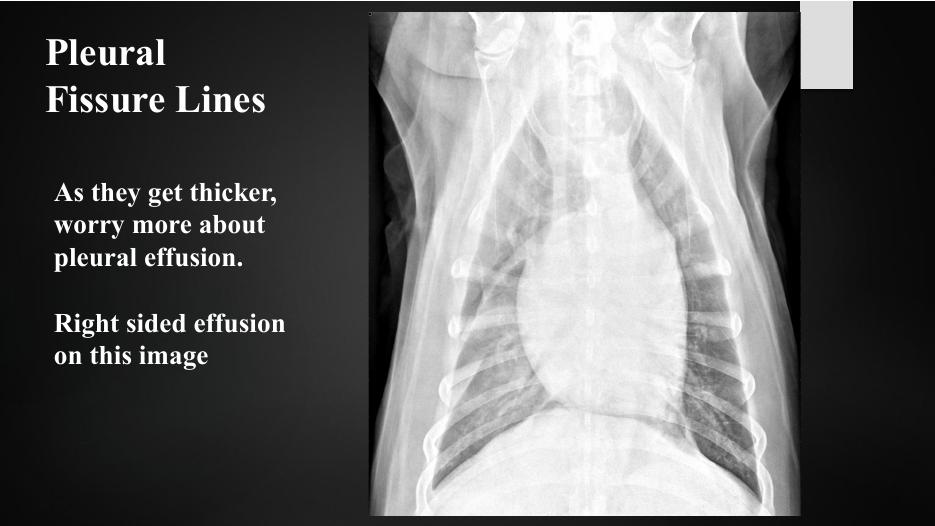 Pleural
Fissure Lines
As they get thicker,
worry more about
pleural effusion.
Right sided effusion
on this image